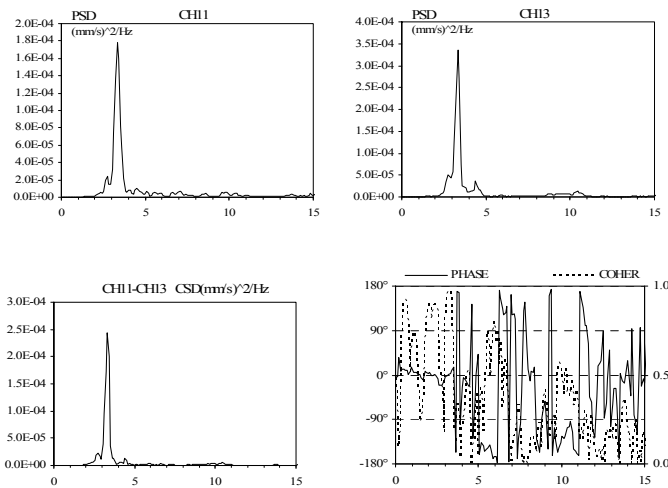 PSD CH11
(mm/s)^2/Hz
2.0E-04
1.8E-04
1.6E-04
1.4E-04
1.2E-04
1.0E-04
8.0E-05
6.0E-05
4.0E-05
2.0E-05
0.0E+00
0 5 10 15
PSD CH13
(mm/s)^2/Hz
4.0E-04
3.5E-04
3.0E-04
2.5E-04
2.0E-04
1.5E-04
1.0E-04
5.0E-05
0.0E+00
0 5 10 15
CH11-CH13 CSD(mm/s)^2/Hz
3.0E-04
2.5E-04
2.0E-04
1.5E-04
1.0E-04
5.0E-05
0.0E+00
0 5 10 15
PHASE COHER
180°
90°
0°
-90°
-180°
1.0
0.5
0.0
0 5 10 15